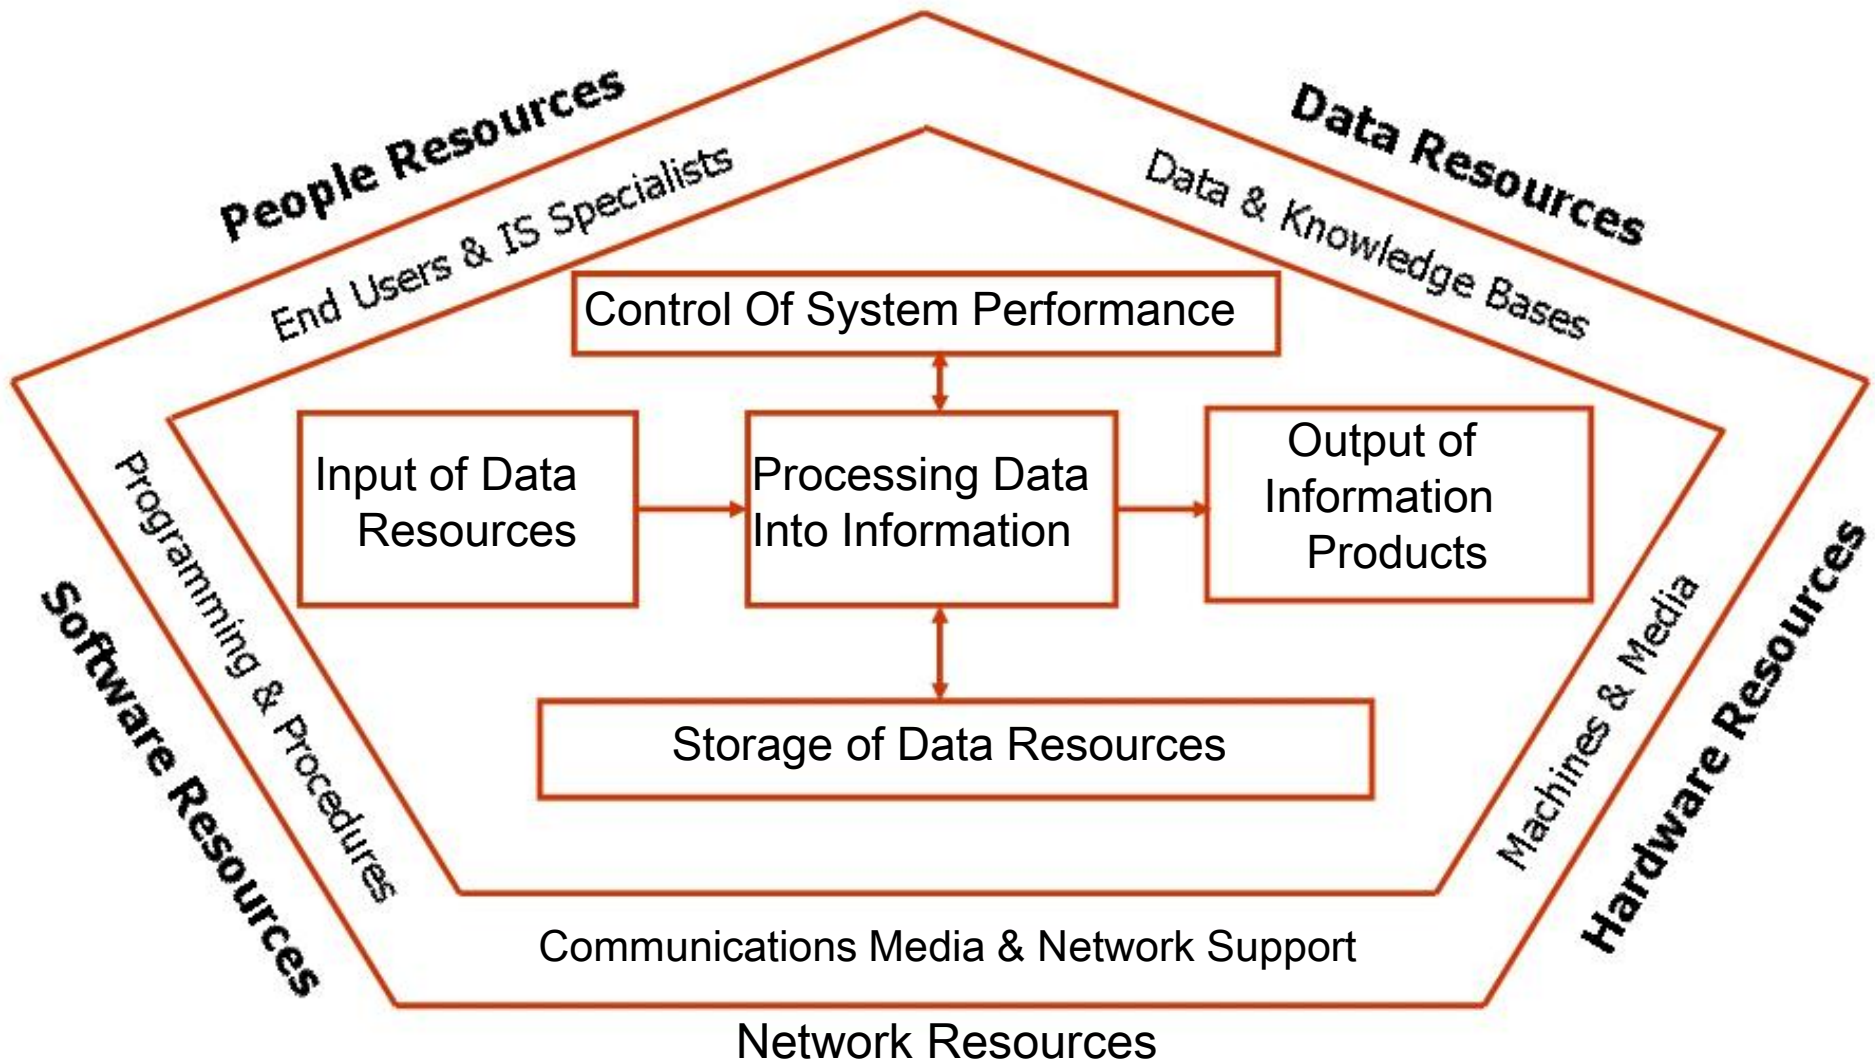 People Resources
Data Resources
End Users & IS Specialists
Data & Knowledge Bases
Control Of System Performance
Input of Data
Resources
Processing Data
Into Information
Output of
Information
Products
Storage of Data Resources
Programming & Procedures
Software Resources
Machines & Media
Hardware Resources
Communications Media & Network Support
Network Resources